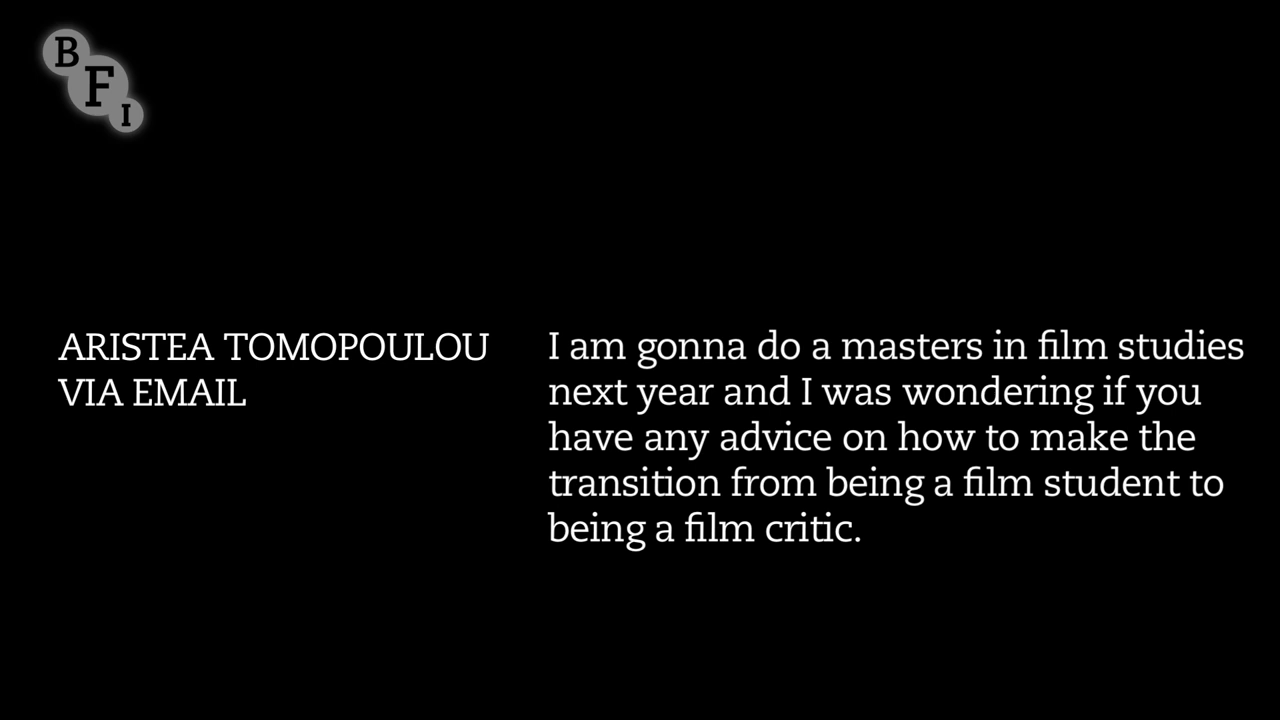 BFI
ARISTEA TOMOPOULOU
VIA EMAIL
I am gonna do a masters in film studies
next year and I was wondering if you
have any advice on how to make the
transition from being a film student to
being a film critic.